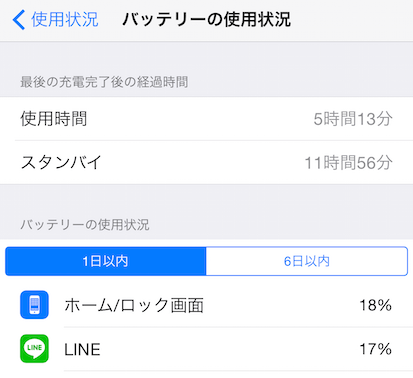 使用状況 バッテリーの使用状況
最後の充電完了後の経過時間
使用時間 5時間13分
スタンバイ 11時間56分
バッテリーの使用状況
1日以内 6日以内
ホーム/ロック画面 18%
LINE LINE 17%